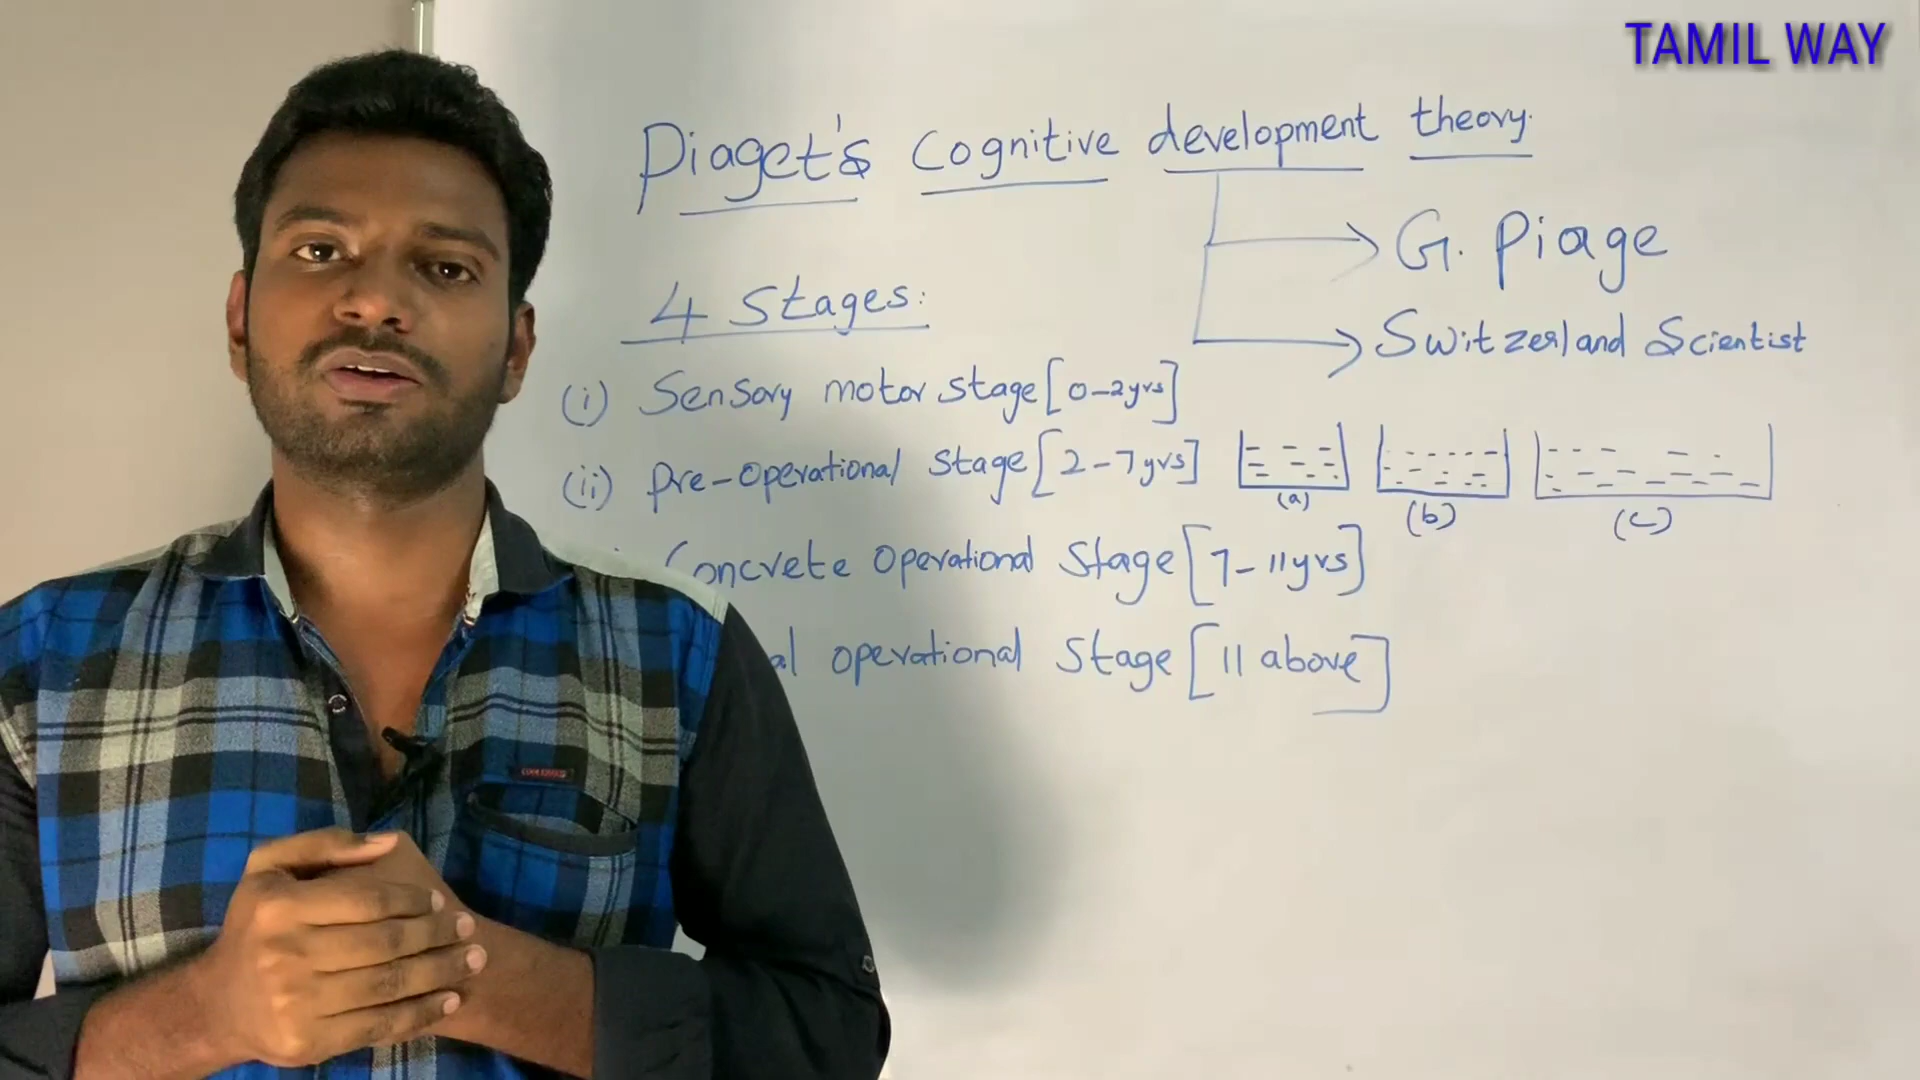 TAMIL WAY
Piaget's Cognitive development theory.
G. Piage
4 Stages:
Switzerland Scientist
(i) Sensory motor stage [0-2yrs]
(ii) Pre-operational stage [2-7yrs]
(a) (b) (c)
Concrete operational stage [7-11yrs]
al operational stage [11 above]